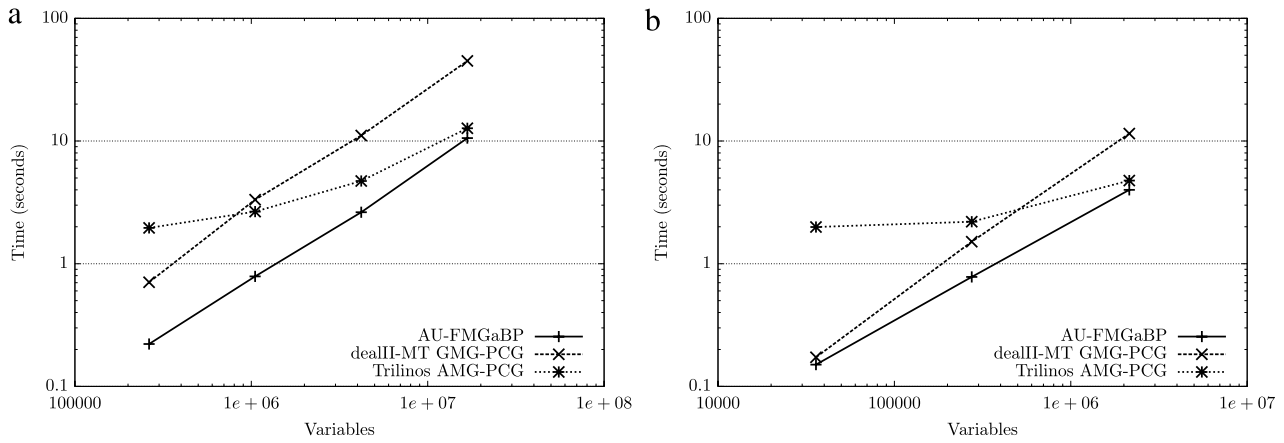 a
100
10
1
0.1
Time (seconds)
100000
1e + 06
1e + 07
1e + 08
Variables
AU-FMGaBP
dealII-MT GMG-PCG
Trilinos AMG-PCG
b
100
10
1
0.1
Time (seconds)
10000
100000
1e + 06
1e + 07
Variables
AU-FMGaBP
dealII-MT GMG-PCG
Trilinos AMG-PCG